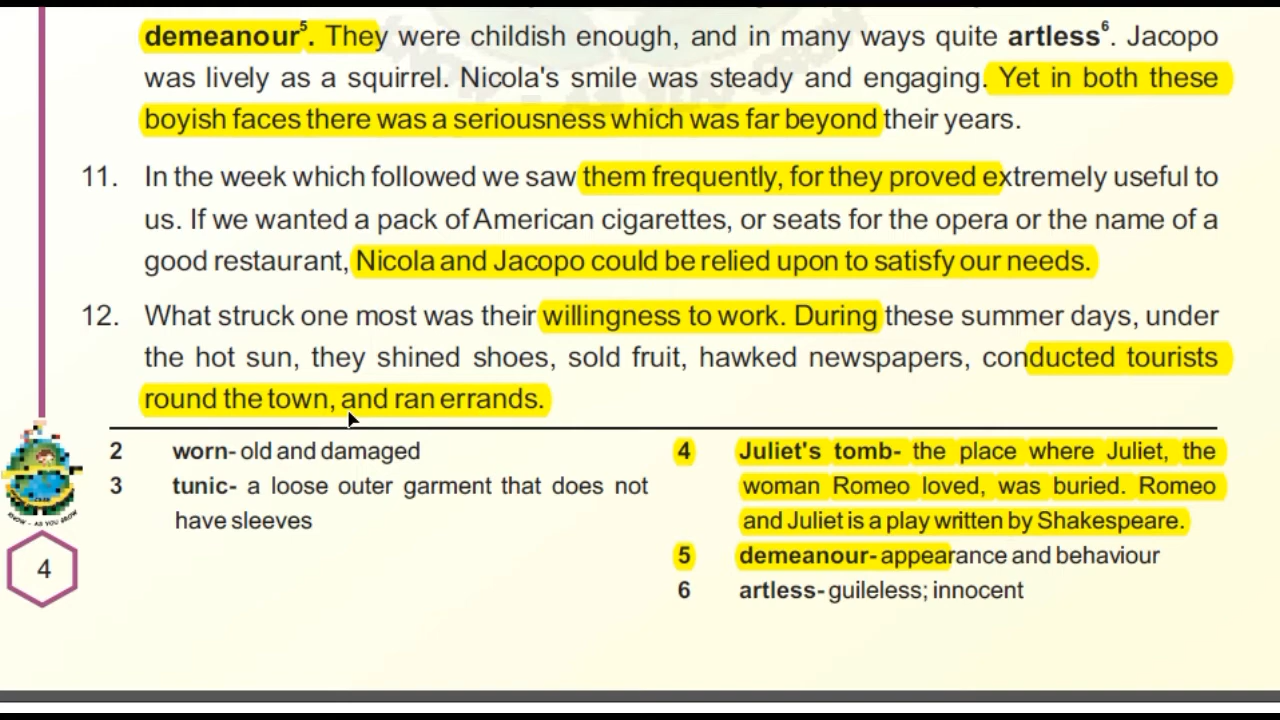 demeanour⁵. They were childish enough, and in many ways quite artless⁶. Jacopo
was lively as a squirrel. Nicola's smile was steady and engaging. Yet in both these
boyish faces there was a seriousness which was far beyond their years.
11. In the week which followed we saw them frequently, for they proved extremely useful to
us. If we wanted a pack of American cigarettes, or seats for the opera or the name of a
good restaurant, Nicola and Jacopo could be relied upon to satisfy our needs.
12. What struck one most was their willingness to work. During these summer days, under
the hot sun, they shined shoes, sold fruit, hawked newspapers, conducted tourists
round the town, and ran errands.
2 worn- old and damaged
3 tunic- a loose outer garment that does not
have sleeves
4 Juliet's tomb- the place where Juliet, the
woman Romeo loved, was buried. Romeo
and Juliet is a play written by Shakespeare.
5 demeanour- appearance and behaviour
6 artless- guileless; innocent
KNOW - AS YOU GROW
4